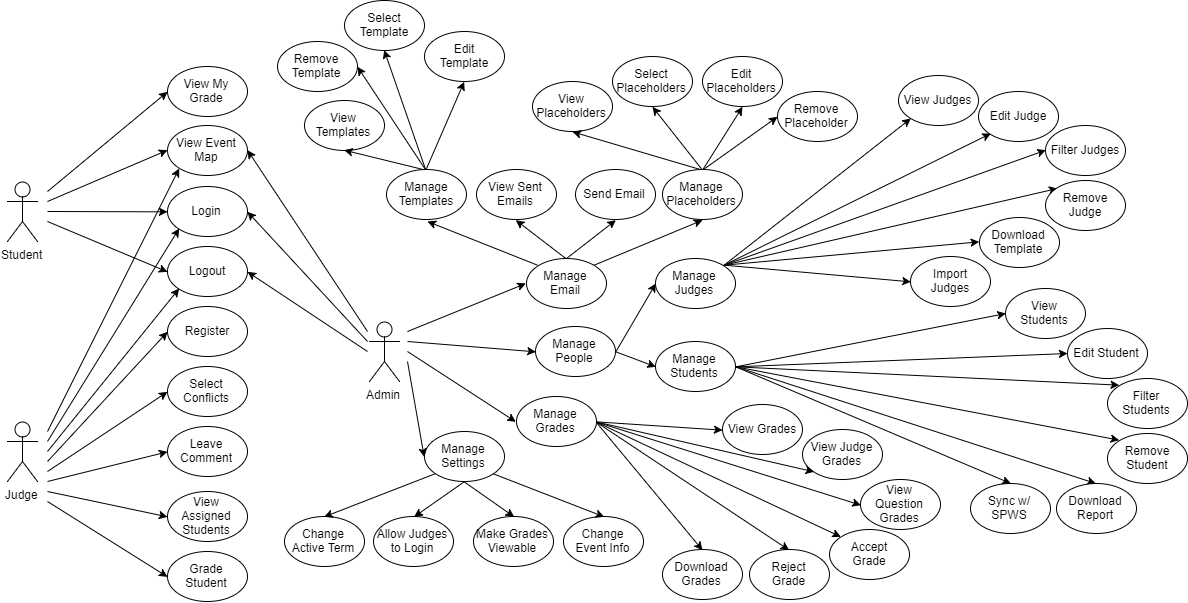 View My
Grade
View Event
Map
Login
Logout
Register
Select
Conflicts
Leave
Comment
View
Assigned
Students
Grade
Student
Student
Judge
Admin
Select
Template
Remove
Template
Edit
Template
View
Templates
Manage
Templates
View Sent
Emails
Send Email
Manage
Email
Select
Placeholders
Edit
Placeholders
View
Placeholders
Remove
Placeholder
Manage
Placeholders
Manage
People
Manage
Judges
View Judges
Edit Judge
Filter Judges
Remove
Judge
Download
Template
Import
Judges
Manage
Students
View
Students
Edit Student
Filter
Students
Remove
Student
Download
Report
Sync w/
SPWS
Manage
Grades
View Grades
View Judge
Grades
View
Question
Grades
Accept
Grade
Reject
Grade
Download
Grades
Manage
Settings
Change
Active Term
Allow Judges
to Login
Make Grades
Viewable
Change
Event Info